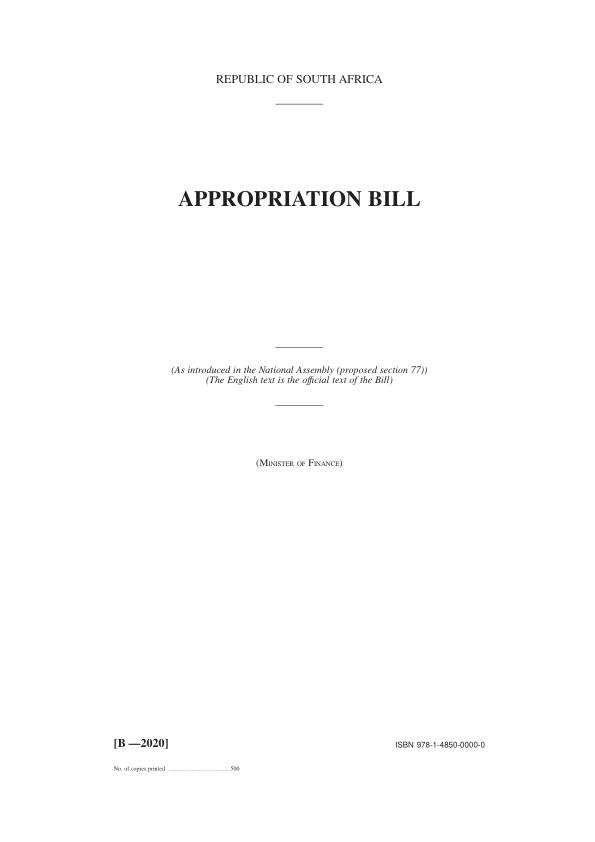 REPUBLIC OF SOUTH AFRICA
APPROPRIATION BILL
(As introduced in the National Assembly (proposed section 77))
(The English text is the official text of the Bill)
(Minister of Finance)
[B —2020]
ISBN 978-1-4850-0000-0
No. of copies printed .........................................500